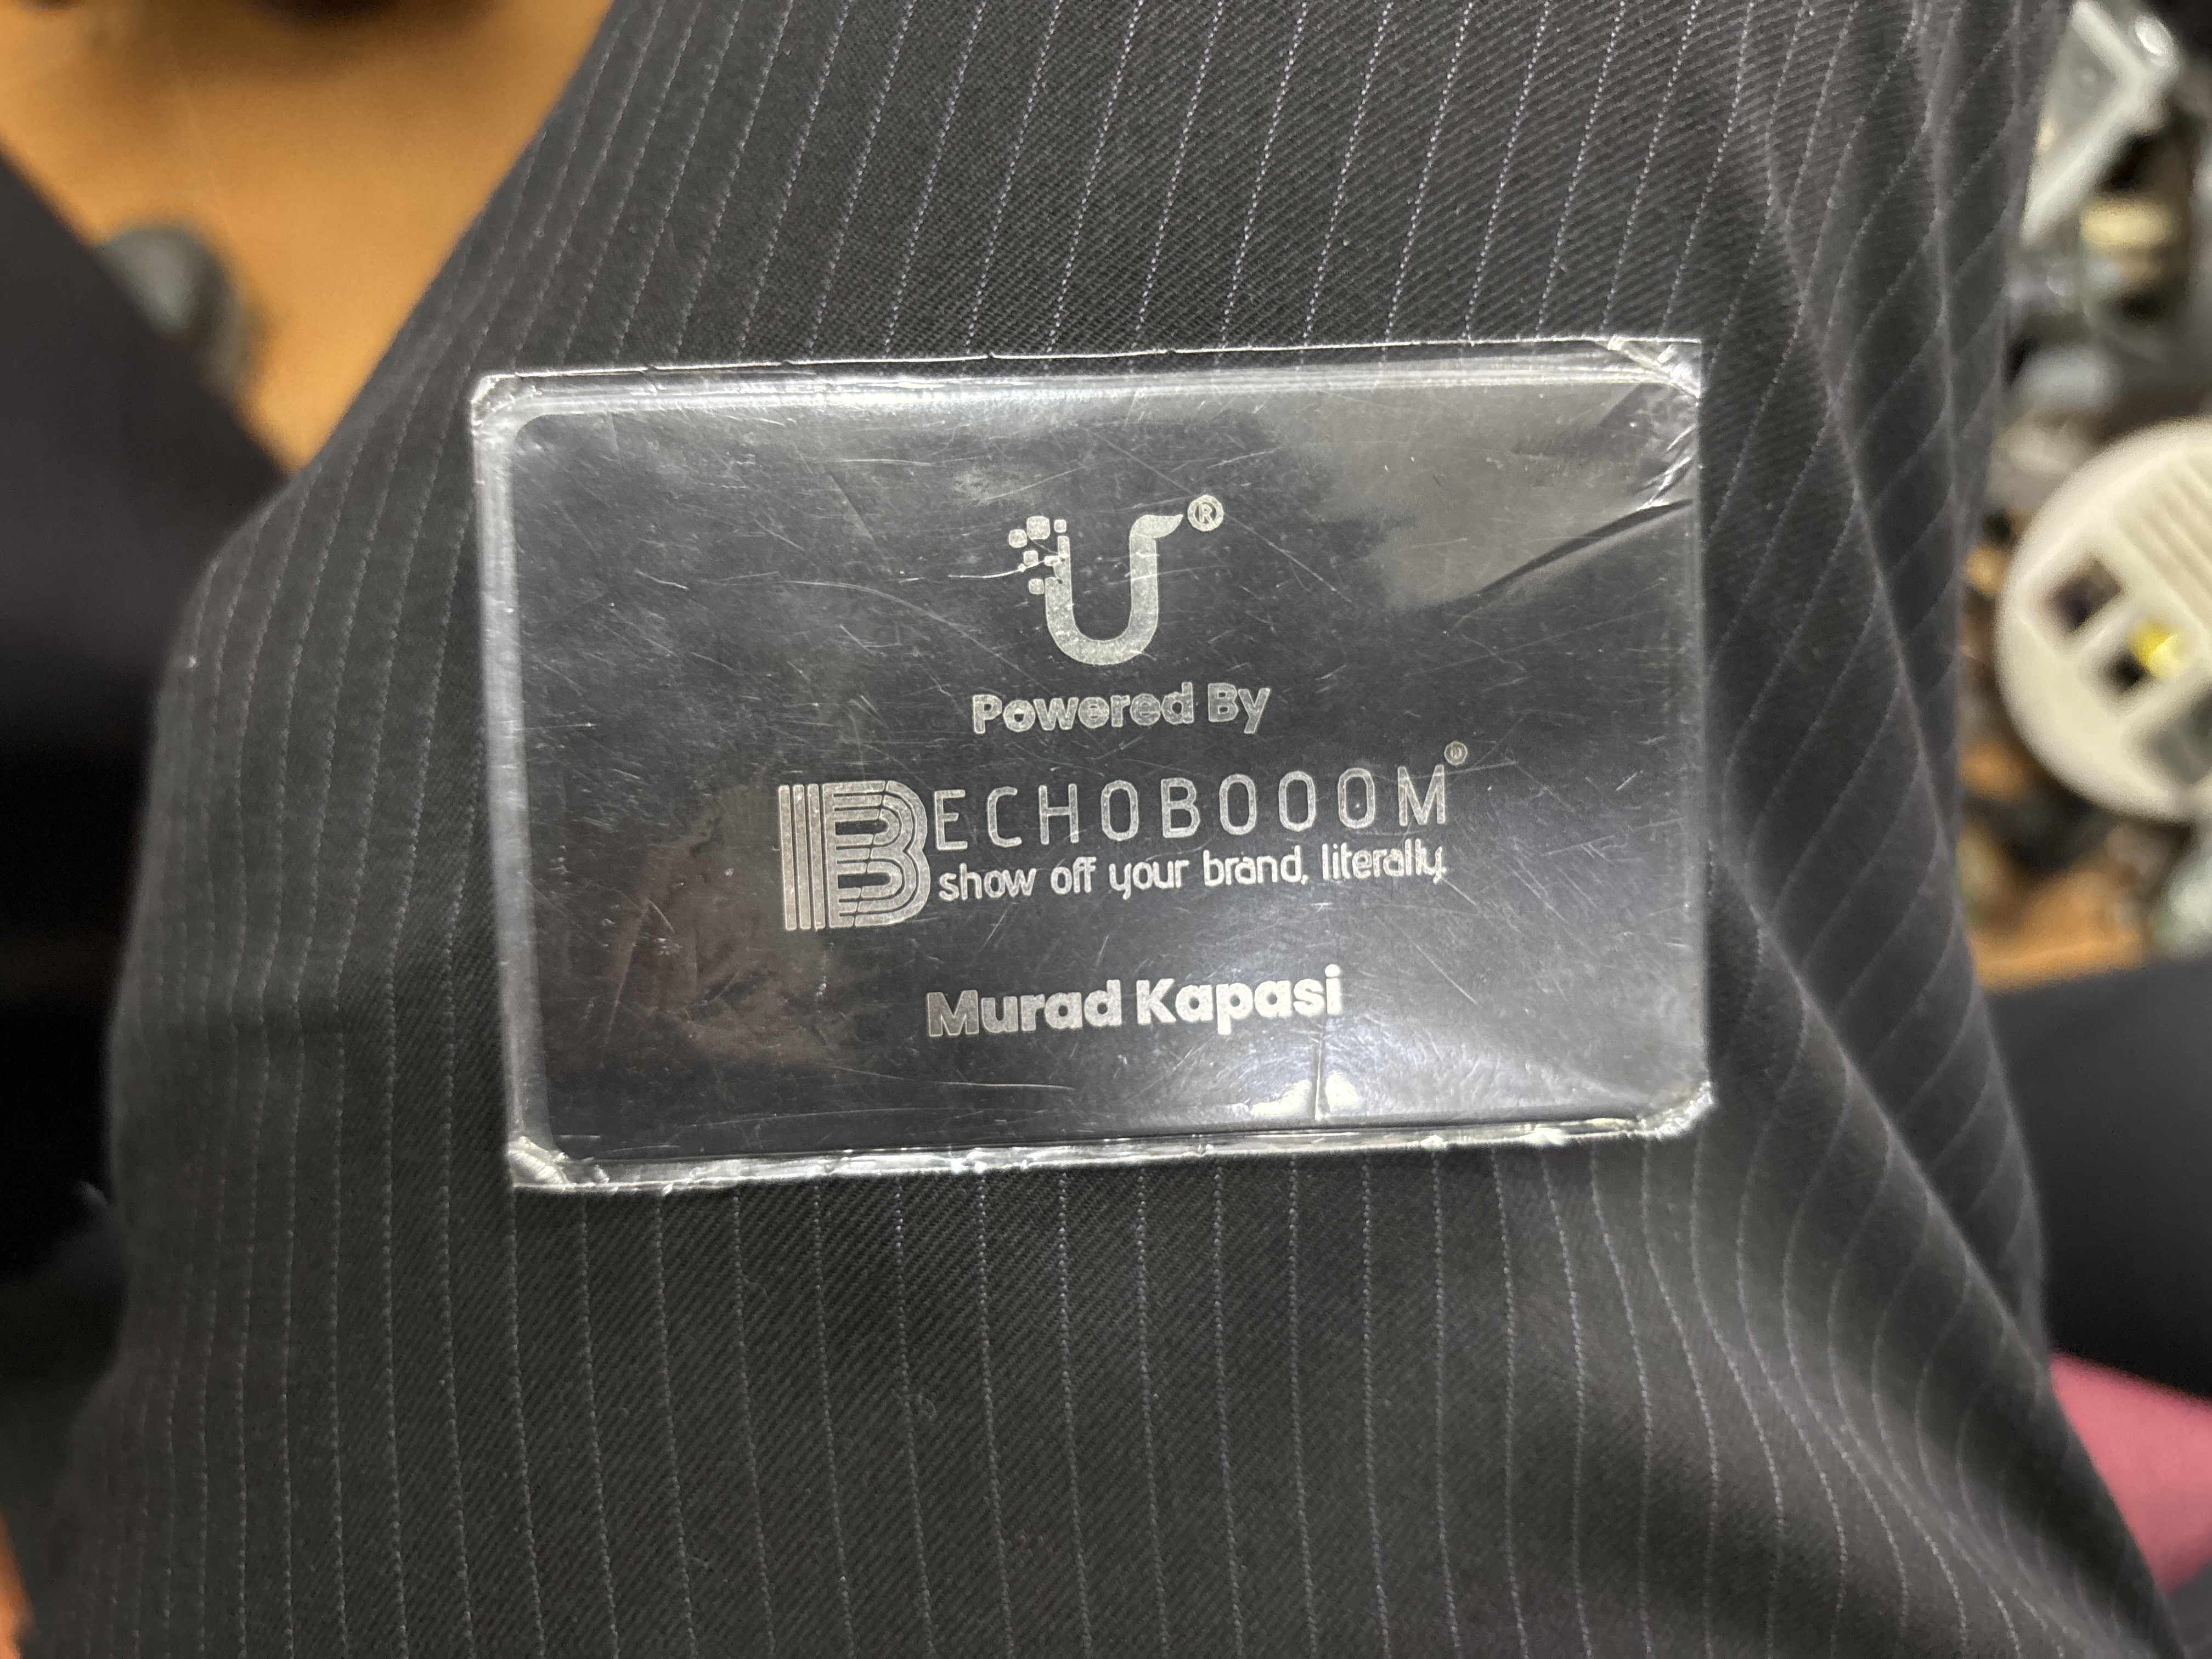 U®
Powered By
BECHOBOOOM®
show off your brand, literally.
Murad Kapasi